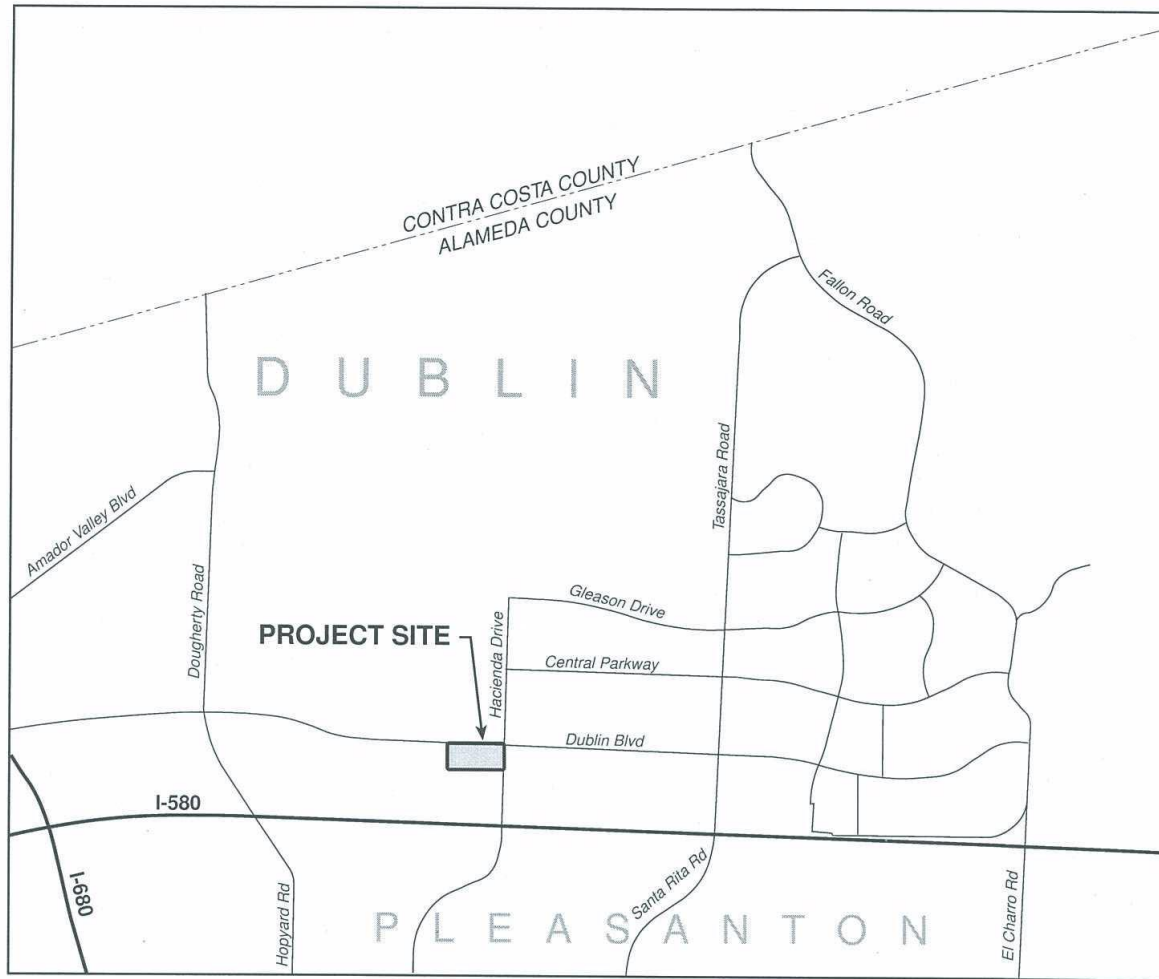 CONTRA COSTA COUNTY
ALAMEDA COUNTY
Fallon Road
DUBLIN
Tassajara Road
Amador Valley Blvd
Dougherty Road
Gleason Drive
PROJECT SITE
Hacienda Drive
Central Parkway
Dublin Blvd
I-580
I-680
Hopyard Rd
Santa Rita Rd
PLEASANTON
El Charro Rd